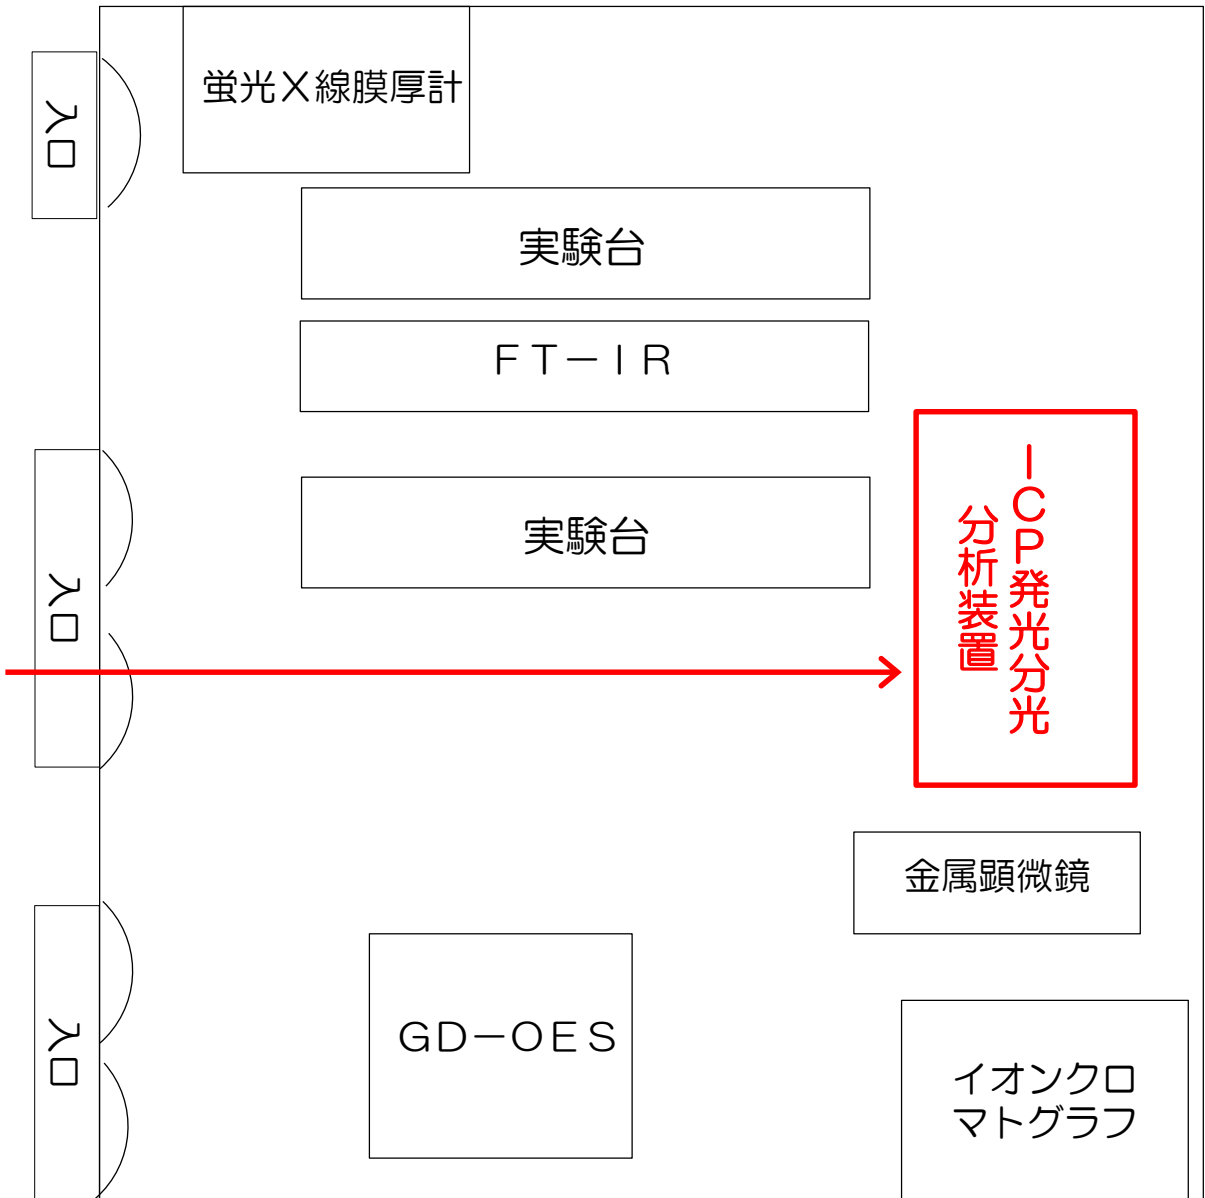 蛍光X線膜厚計
入口
実験台
FT-IR
ICP発光分光
分析装置
実験台
入口
金属顕微鏡
GD-OES
入口
イオンクロ
マトグラフ